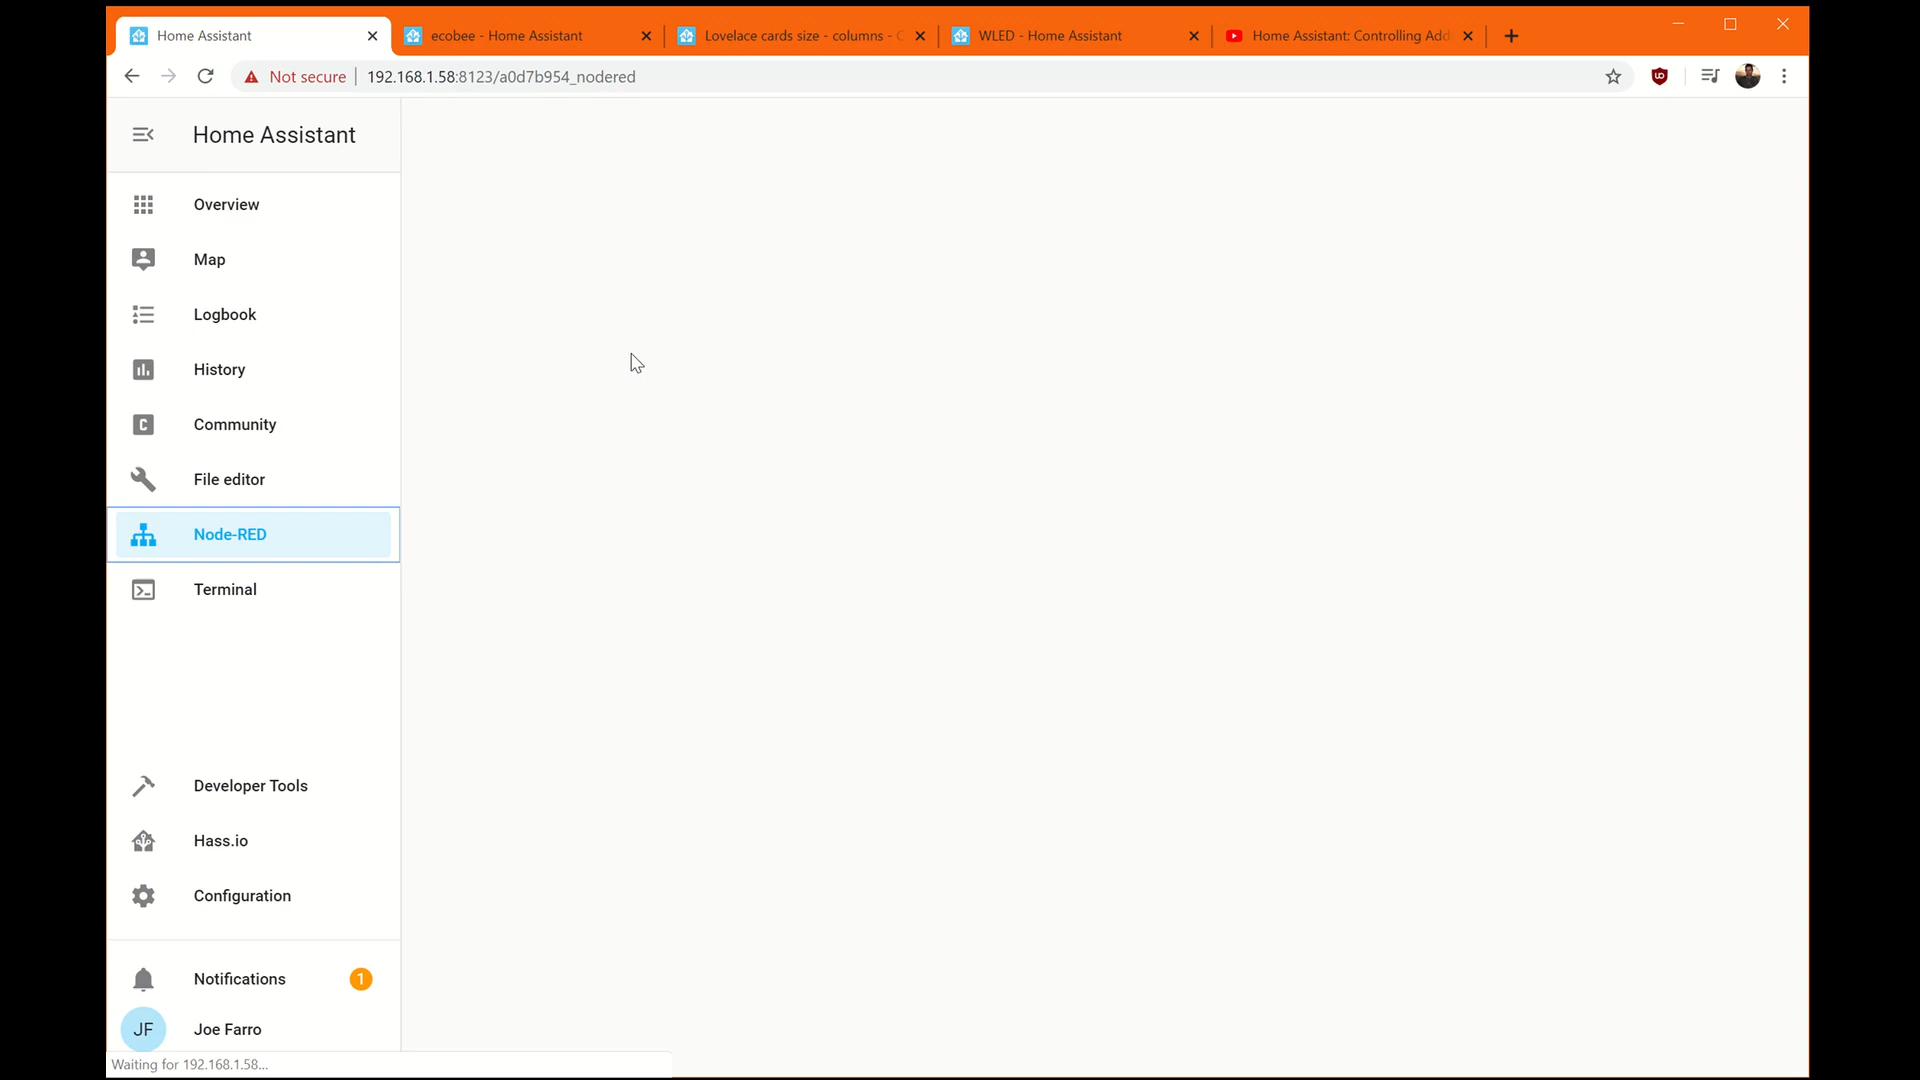 Home Assistant
ecobee - Home Assistant
Lovelace cards size - columns - C
WLED - Home Assistant
Home Assistant: Controlling Add
Not secure
192.168.1.58:8123/a0d7b954_nodered
Home Assistant
Overview
Map
Logbook
History
C
Community
File editor
Node-RED
Terminal
Developer Tools
Hass.io
Configuration
Notifications
1
JF
Joe Farro
Waiting for 192.168.1.58...